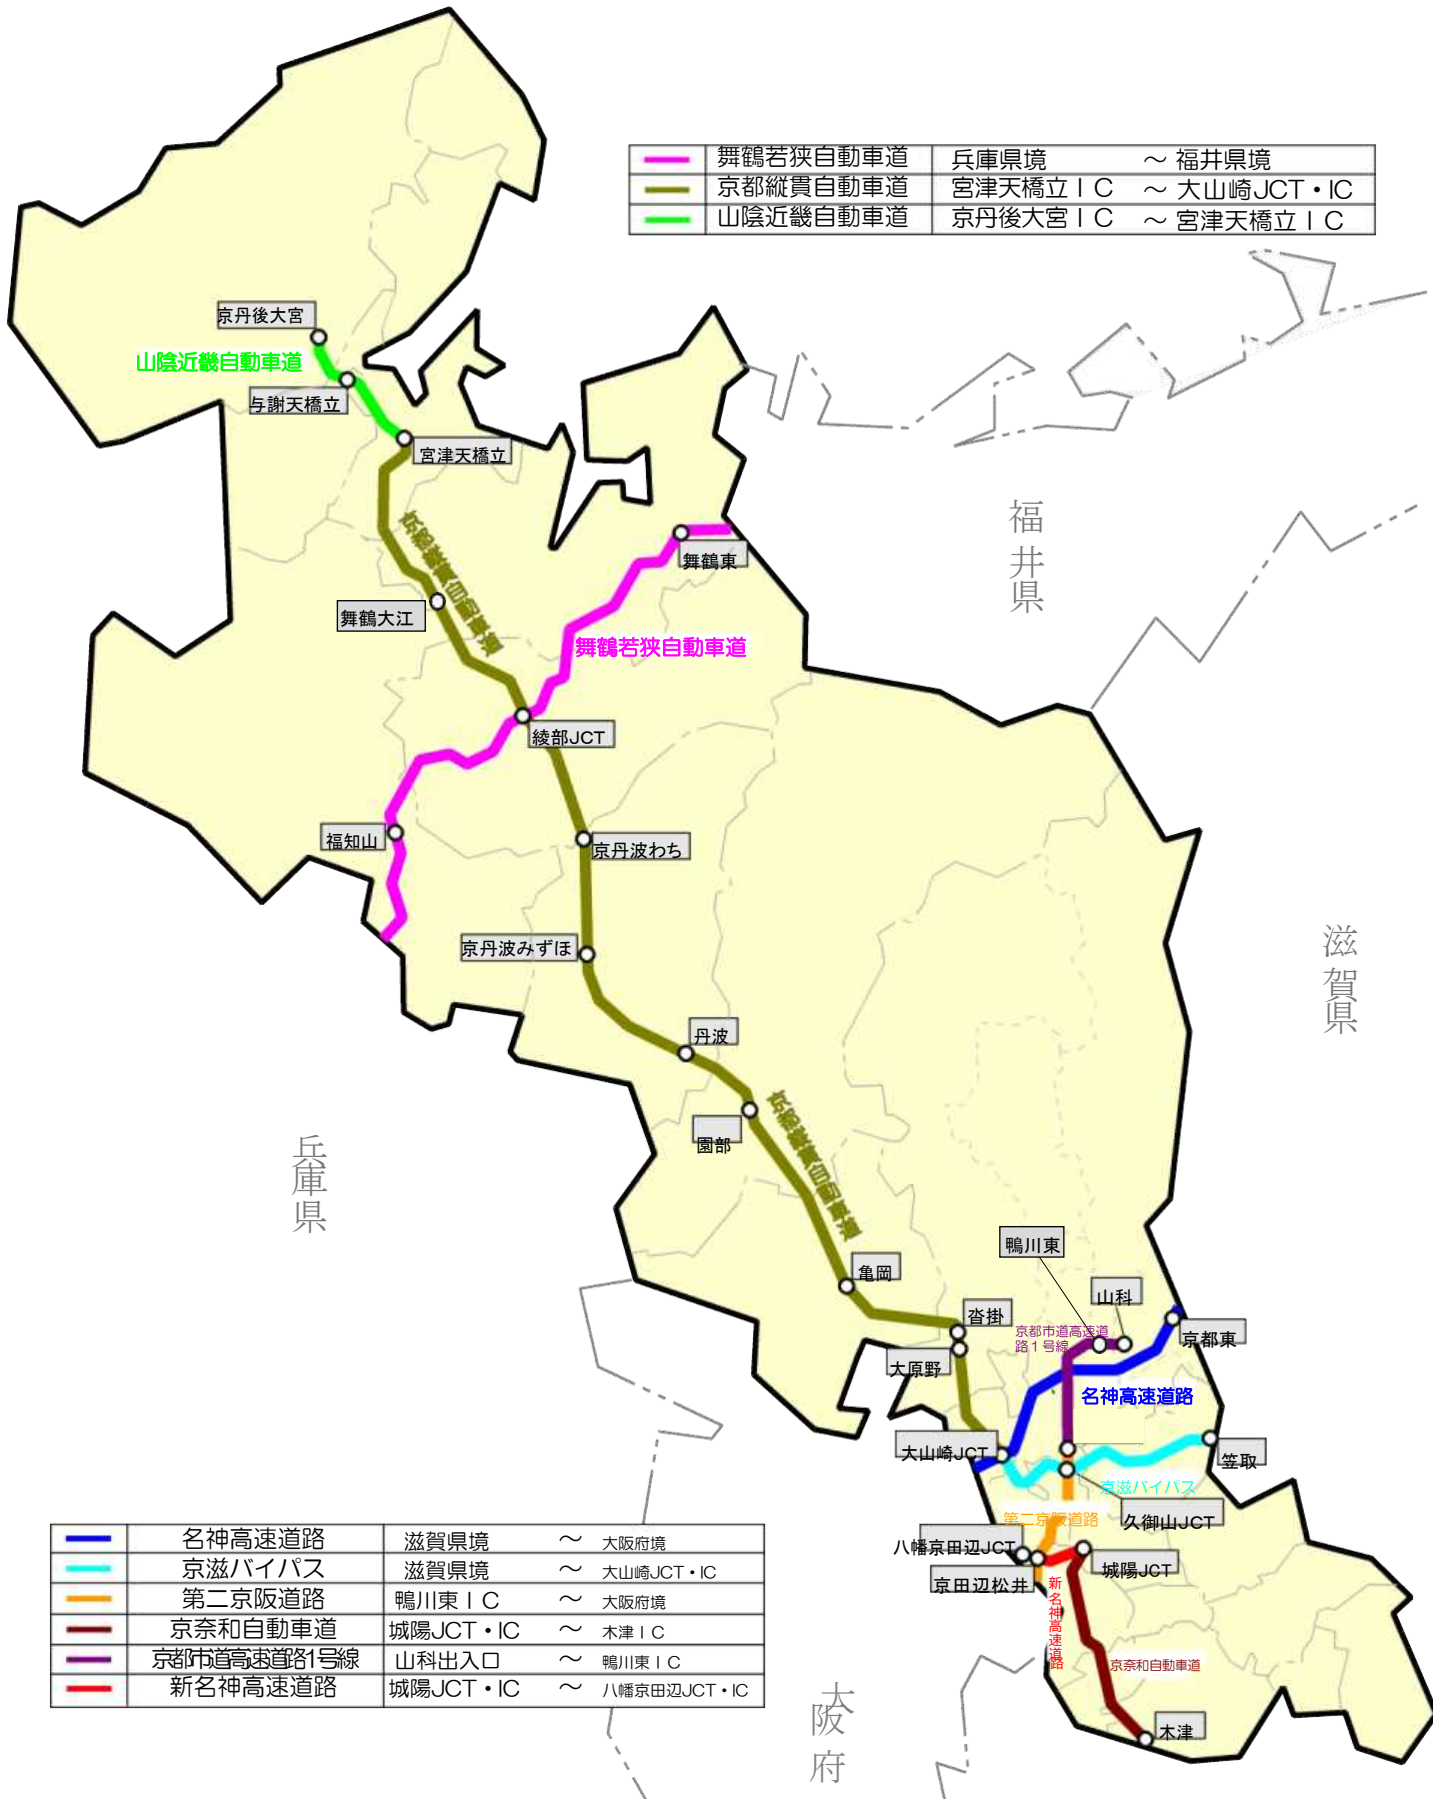 舞鶴若狭自動車道 兵庫県境 ～ 福井県境
京都縦貫自動車道 宮津天橋立ＩＣ ～ 大山崎JCT・IC
山陰近畿自動車道 京丹後大宮ＩＣ ～ 宮津天橋立ＩＣ
京丹後大宮
山陰近畿自動車道
与謝天橋立
宮津天橋立
京都縦貫自動車道
舞鶴東
舞鶴大江
舞鶴若狭自動車道
福井県
綾部JCT
福知山
京丹波わち
京丹波みずほ
滋賀県
丹波
園部
京都縦貫自動車道
兵庫県
鴨川東
亀岡
山科
沓掛
京都市道高速道
路１号線
京都東
大原野
名神高速道路
大山崎JCT
笠取
京滋バイパス
久御山JCT
第二京阪道路
八幡京田辺JCT
城陽JCT
京田辺松井
新名神高速道路
京奈和自動車道
木津
大阪府
名神高速道路 滋賀県境 ～ 大阪府境
京滋バイパス 滋賀県境 ～ 大山崎JCT・IC
第二京阪道路 鴨川東ＩＣ ～ 大阪府境
京奈和自動車道 城陽JCT・IC ～ 木津ＩＣ
京都市道高速道路1号線 山科出入口 ～ 鴨川東ＩＣ
新名神高速道路 城陽JCT・IC ～ 八幡京田辺JCT・IC